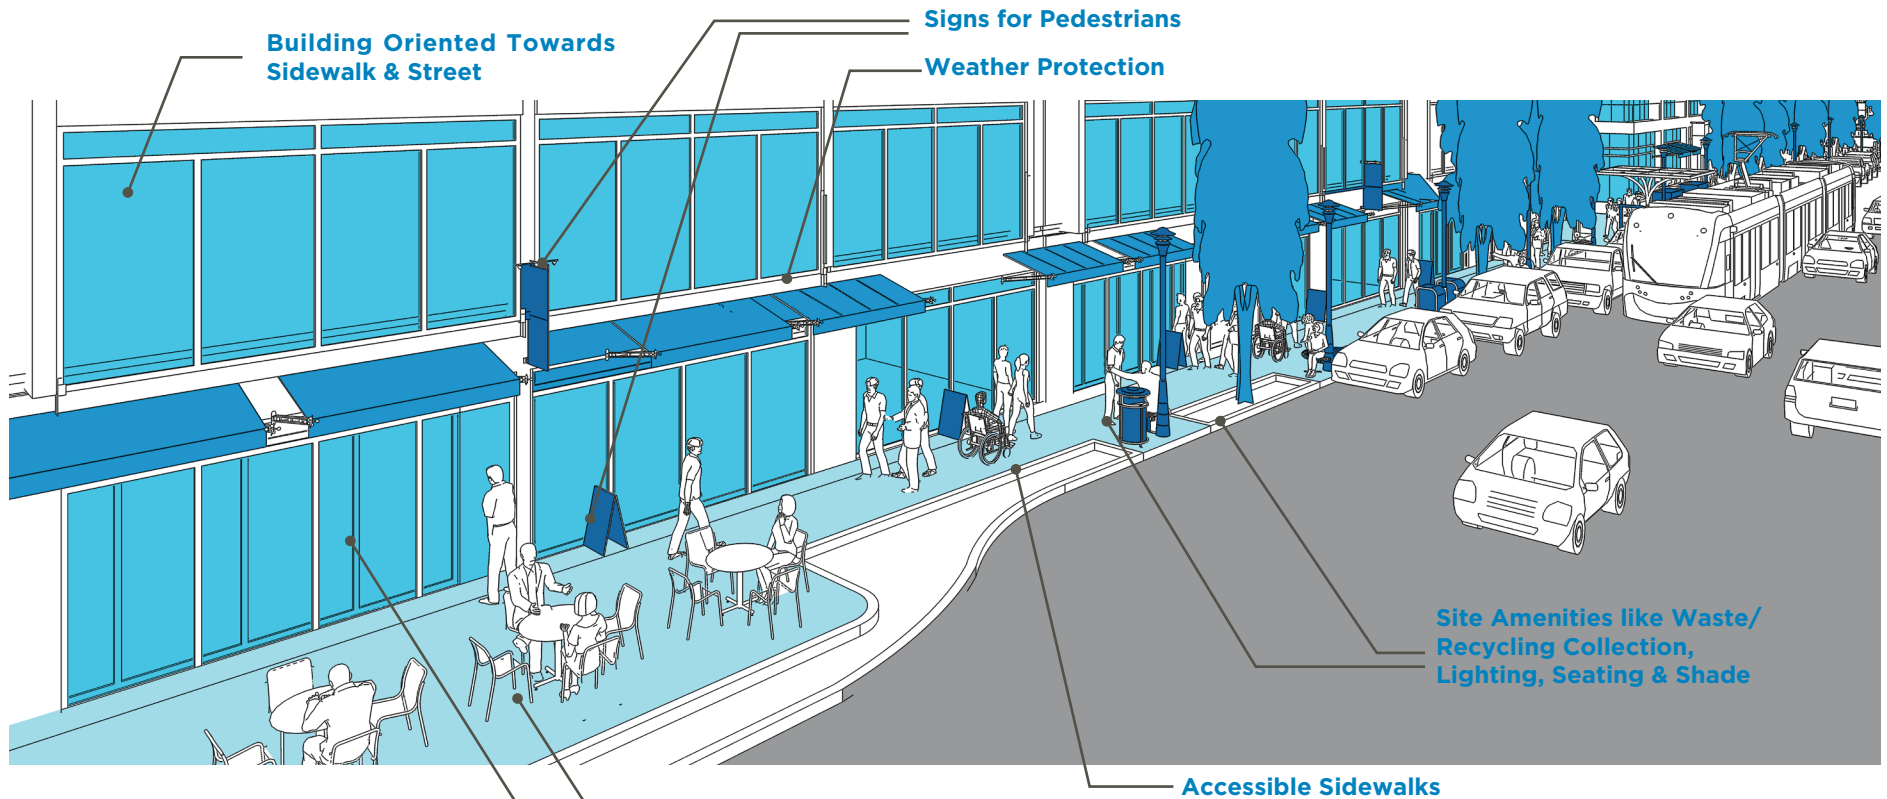 Signs for Pedestrians
Building Oriented Towards
Sidewalk & Street
Weather Protection
Site Amenities like Waste/
Recycling Collection,
Lighting, Seating & Shade
Accessible Sidewalks